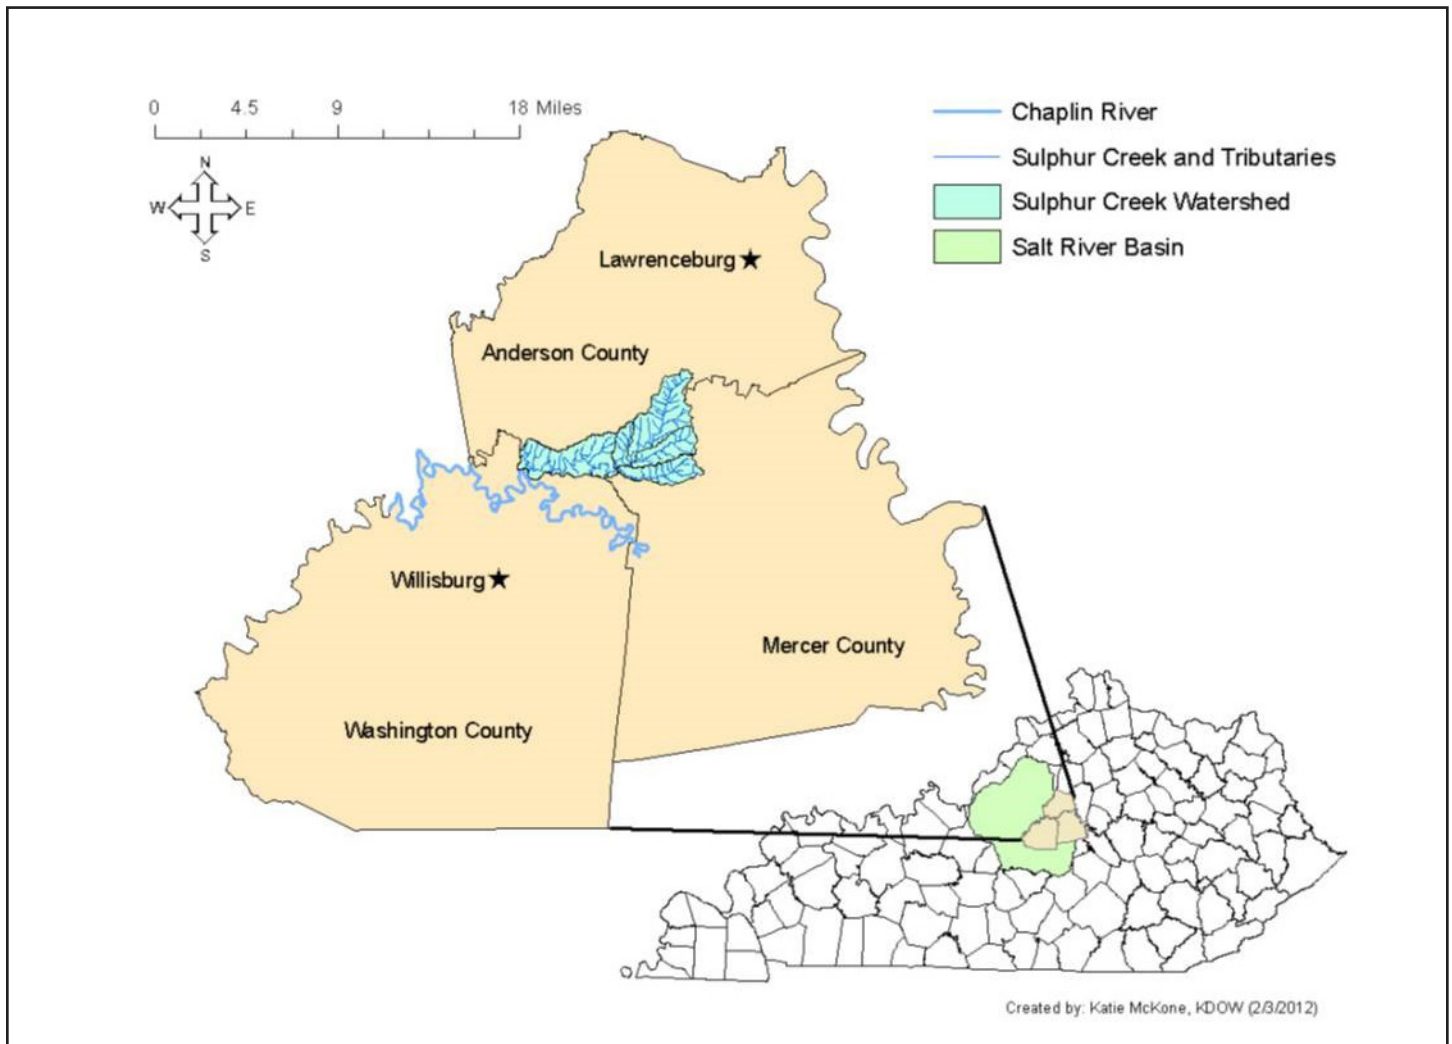 0 4.5 9 18 Miles
N
W E
S
Chaplin River
Sulphur Creek and Tributaries
Sulphur Creek Watershed
Salt River Basin
Lawrenceburg
Anderson County
Willisburg
Mercer County
Washington County
Created by: Katie McKone, KDOW (2/3/2012)